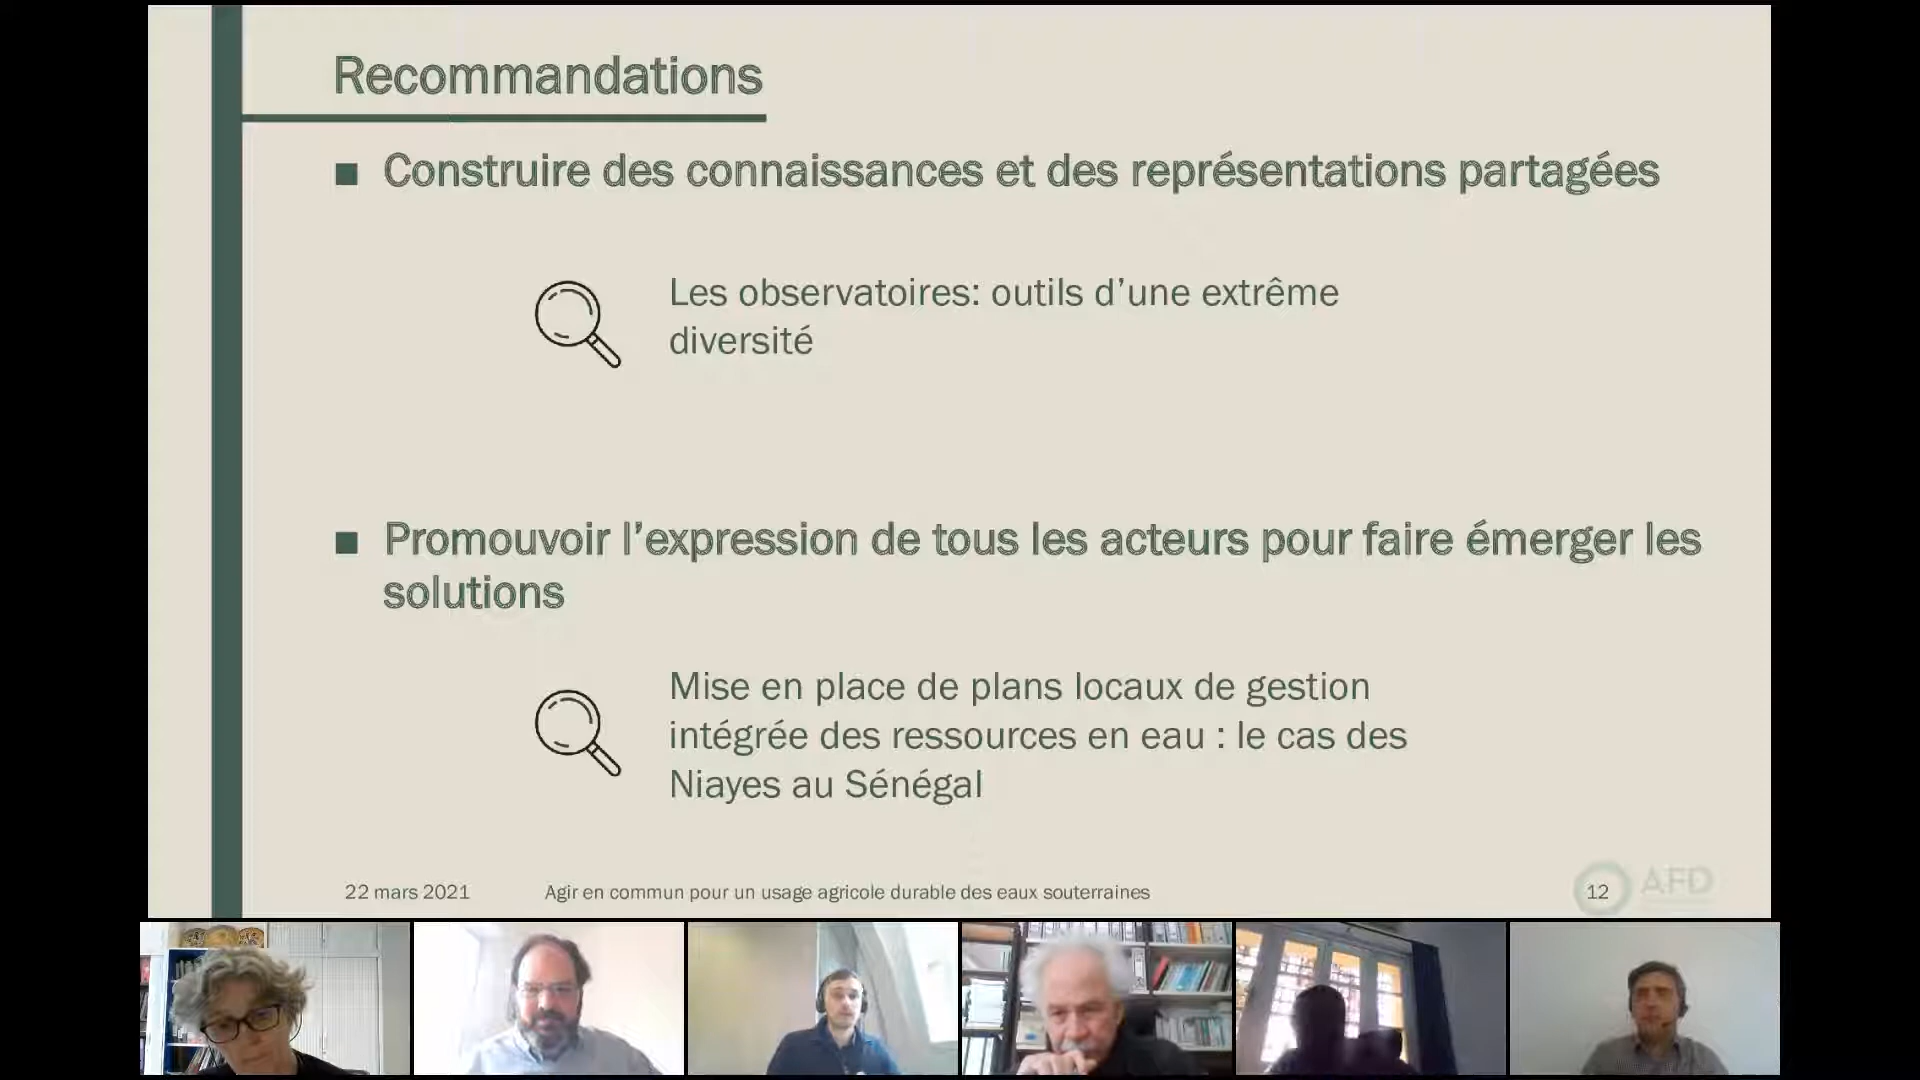 Recommandations
■ Construire des connaissances et des représentations partagées
Les observatoires: outils d’une extrême
diversité
■ Promouvoir l’expression de tous les acteurs pour faire émerger les
solutions
Mise en place de plans locaux de gestion
intégrée des ressources en eau : le cas des
Niayes au Sénégal
22 mars 2021 Agir en commun pour un usage agricole durable des eaux souterraines 12 AFD